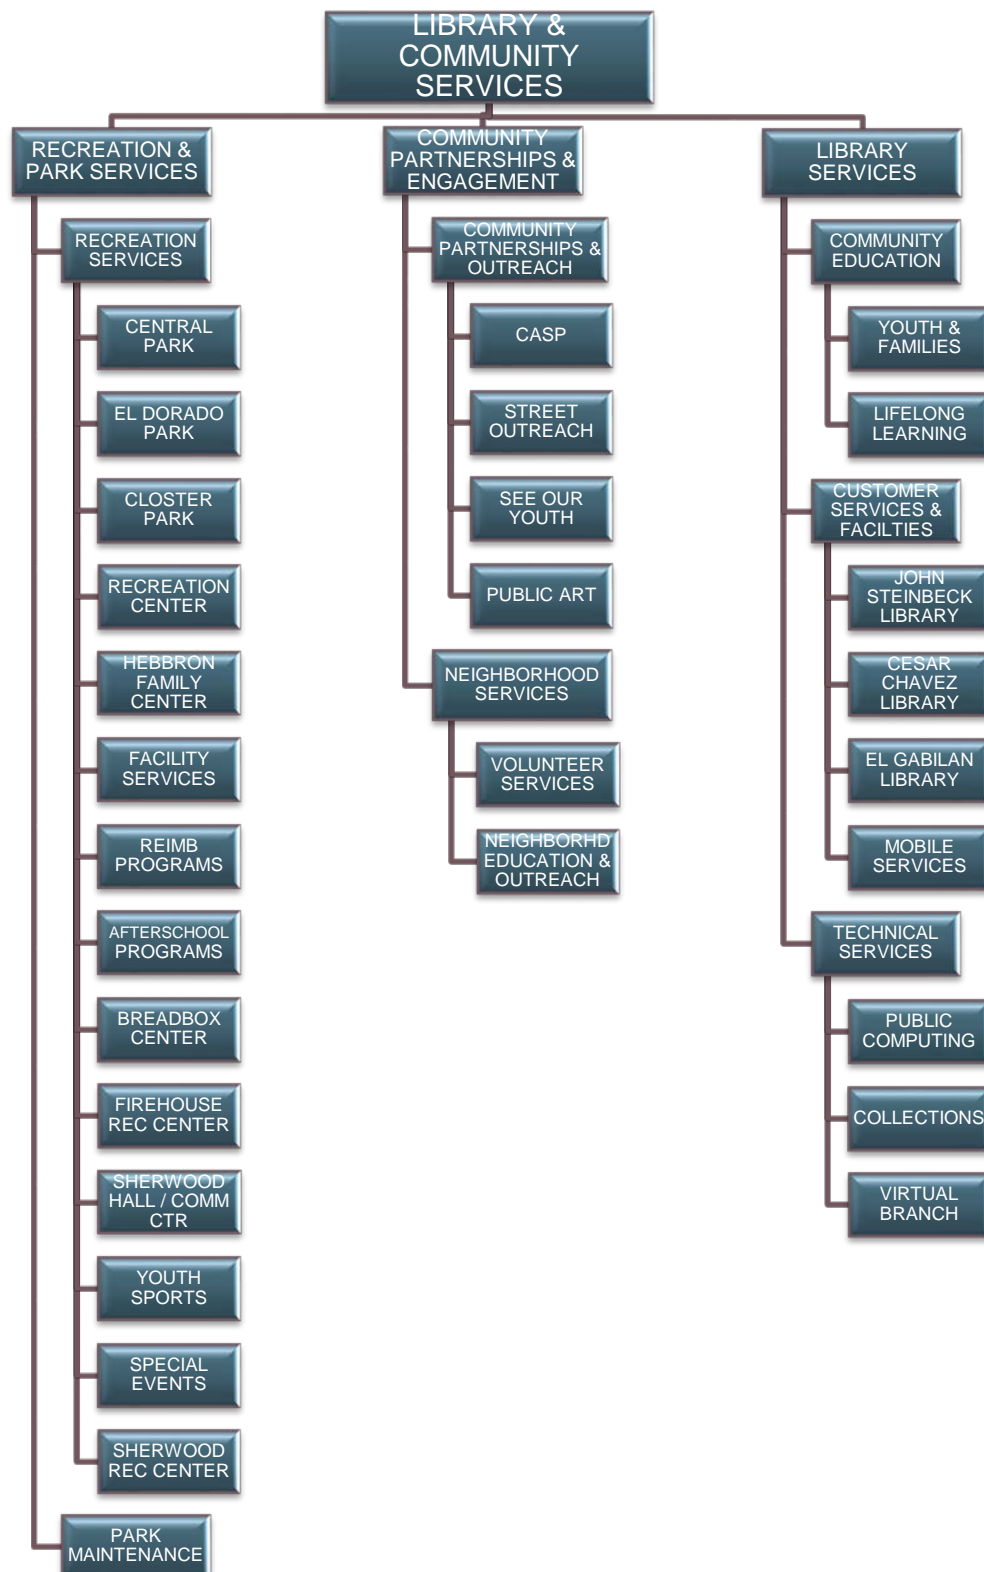 LIBRARY &
COMMUNITY
SERVICES
RECREATION &
PARK SERVICES
RECREATION
SERVICES
CENTRAL
PARK
EL DORADO
PARK
CLOSTER
PARK
RECREATION
CENTER
HEBBRON
FAMILY
CENTER
FACILITY
SERVICES
REIMB
PROGRAMS
AFTERSCHOOL
PROGRAMS
BREADBOX
CENTER
FIREHOUSE
REC CENTER
SHERWOOD
HALL / COMM
CTR
YOUTH
SPORTS
SPECIAL
EVENTS
SHERWOOD
REC CENTER
PARK
MAINTENANCE
COMMUNITY
PARTNERSHIPS &
ENGAGEMENT
COMMUNITY
PARTNERSHIPS &
OUTREACH
CASP
STREET
OUTREACH
SEE OUR
YOUTH
PUBLIC ART
NEIGHBORHOOD
SERVICES
VOLUNTEER
SERVICES
NEIGHBORHD
EDUCATION &
OUTREACH
LIBRARY
SERVICES
COMMUNITY
EDUCATION
YOUTH &
FAMILIES
LIFELONG
LEARNING
CUSTOMER
SERVICES &
FACILTIES
JOHN
STEINBECK
LIBRARY
CESAR
CHAVEZ
LIBRARY
EL GABILAN
LIBRARY
MOBILE
SERVICES
TECHNICAL
SERVICES
PUBLIC
COMPUTING
COLLECTIONS
VIRTUAL
BRANCH